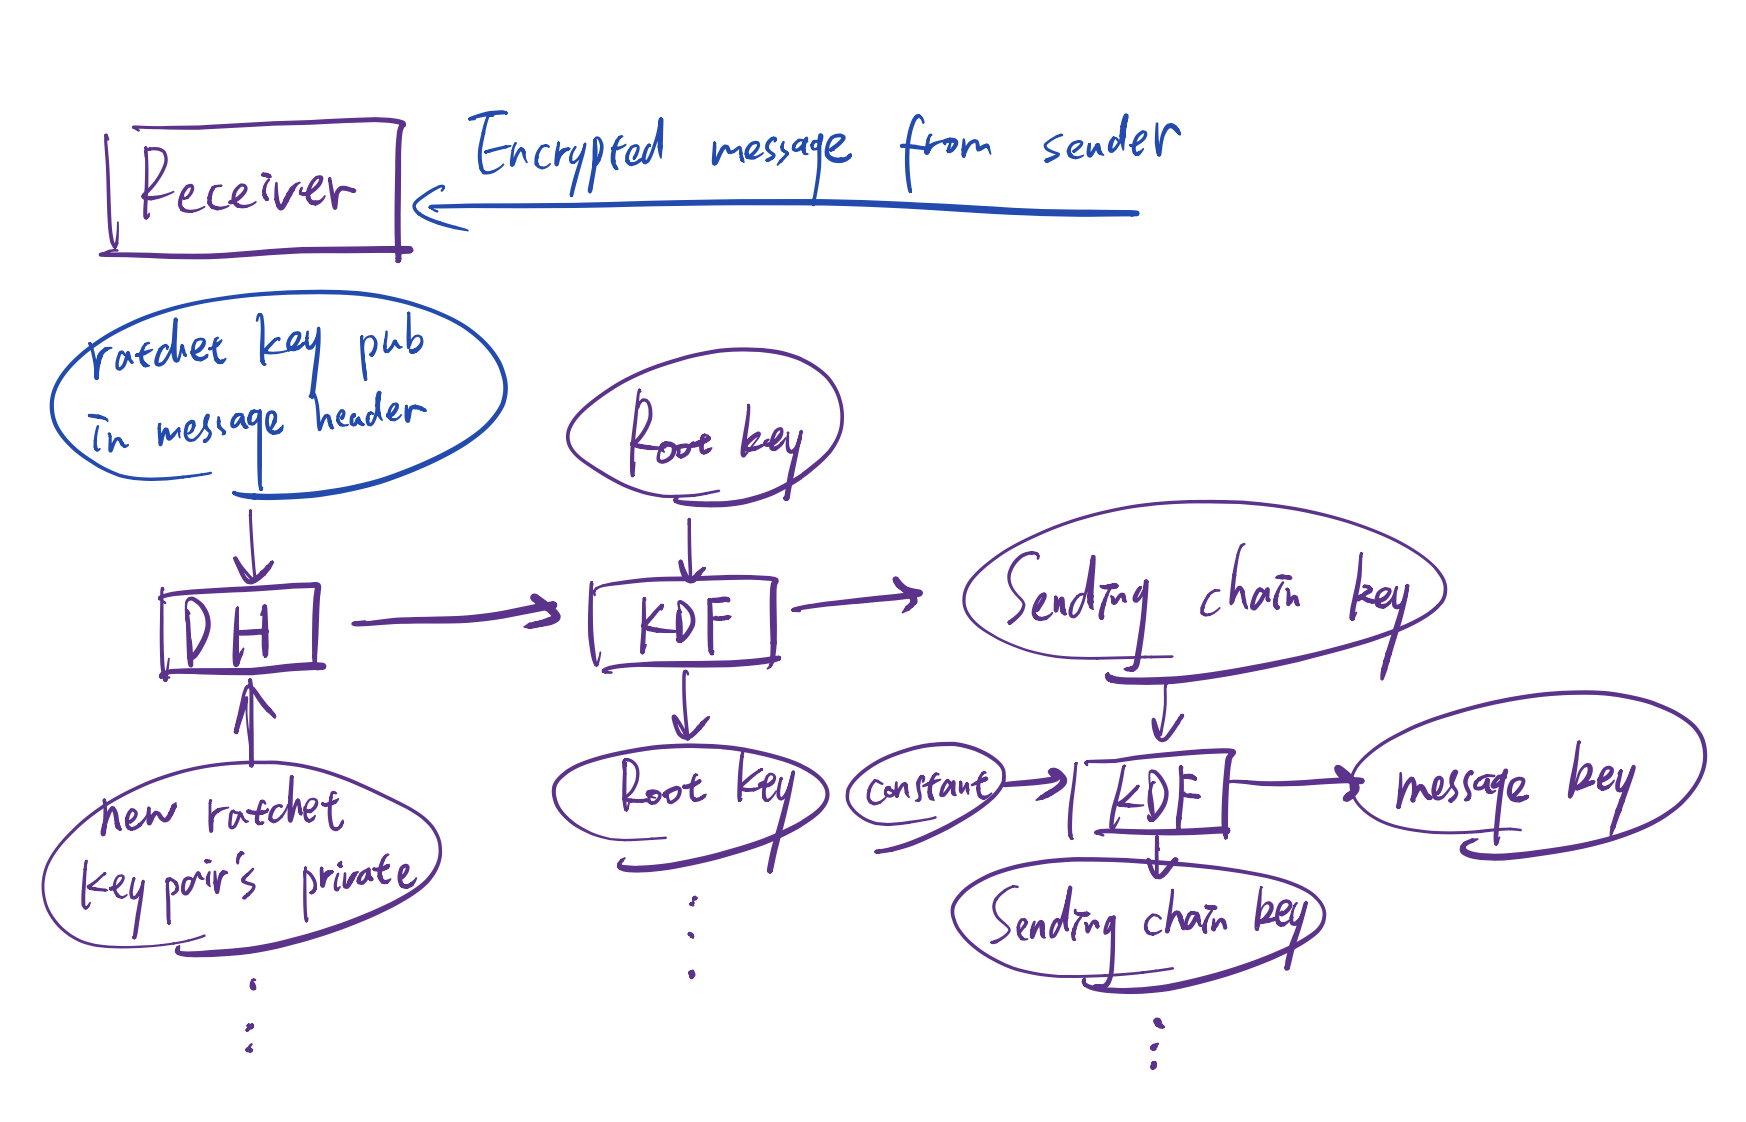 Receiver
Encrypted message from sender
ratchet key pub
in message header
Root key
DH
KDF
Sending chain key
new ratchet
key pair's private
Root key
constant
KDF
message key
Sending chain key